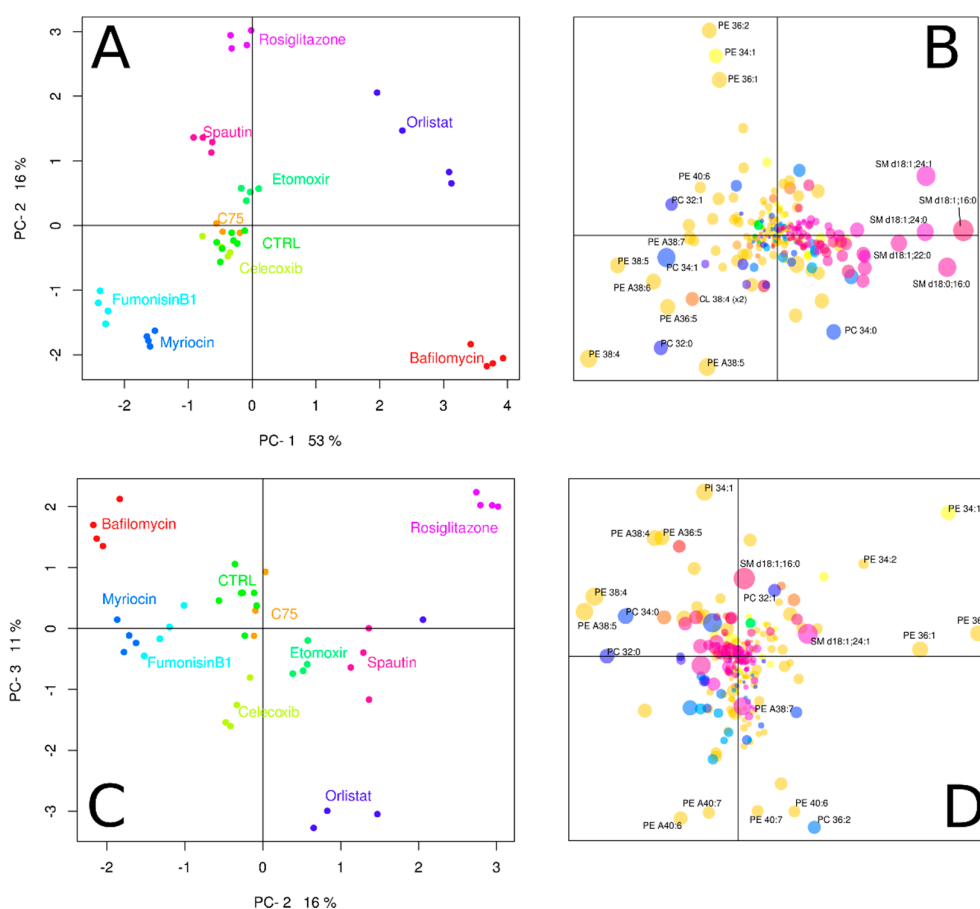 A
3
2
1
0
-1
-2
PC- 2 16 %
Rosiglitazone
Orlistat
Spautin
Etomoxir
C75
CTRL
Celecoxib
FumonisinB1
Myriocin
Bafilomycin
-2 -1 0 1 2 3 4
PC- 1 53 %
B
PE 36:2
PE 34:1
PE 36:1
SM d18:1;24:1
PE 40:6
PC 32:1
SM d18:1;16:0
SM d18:1;24:0
PE A38:7
SM d18:1;22:0
PE 38:5
PC 34:1
PE A38:6
SM d18:0;16:0
CL 38:4 (x2)
PE A36:5
PC 34:0
PC 32:0
PE 38:4
PE A38:5
C
2
1
0
-1
-2
-3
PC- 3 11 %
Bafilomycin
Rosiglitazone
CTRL
Myriocin
C75
Etomoxir
FumonisinB1
Spautin
Celecoxib
Orlistat
-2 -1 0 1 2 3
PC- 2 16 %
D
PI 34:1
PE 34:1
PE A38:4
PE A36:5
PE 34:2
SM d18:1;16:0
PE 38:4
PC 32:1
PC 34:0
PE A38:5
PE 36
SM d18:1;24:1
PE 36:1
PC 32:0
PE A38:7
PE A40:7
PE 40:6
PE A40:6
PE 40:7
PC 36:2